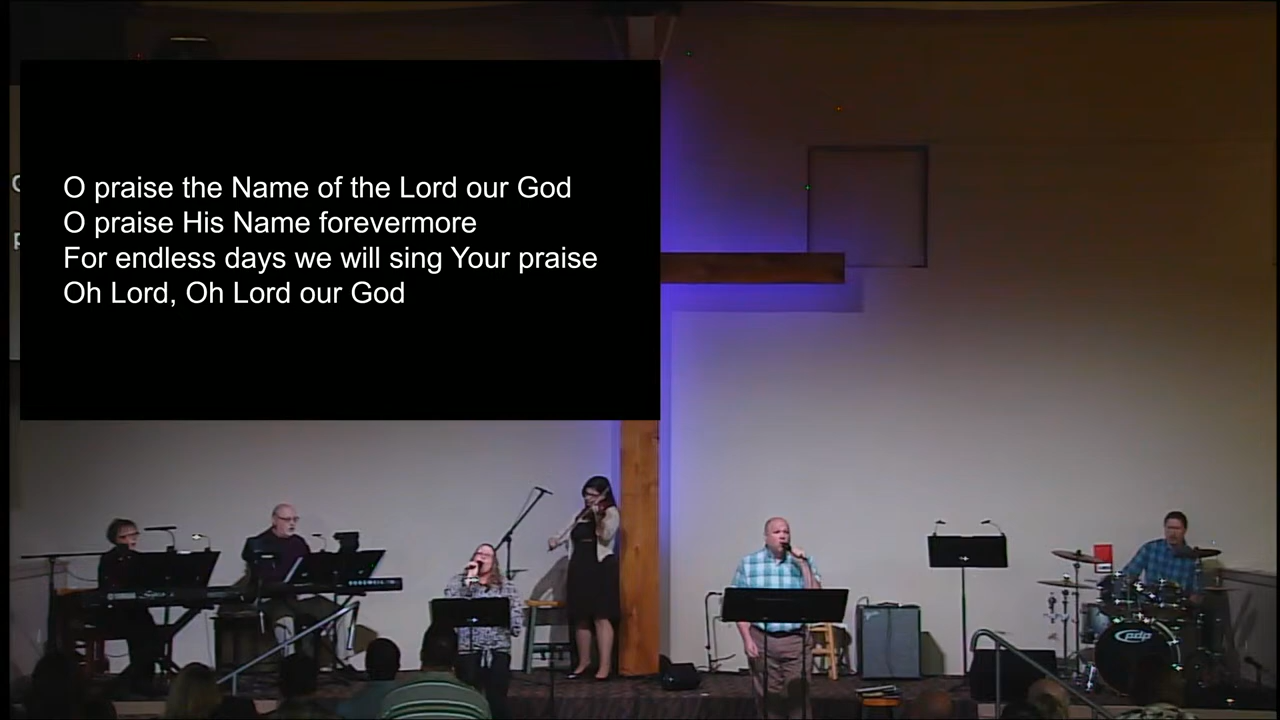 O praise the Name of the Lord our God
O praise His Name forevermore
For endless days we will sing Your praise
Oh Lord, Oh Lord our God
pdp